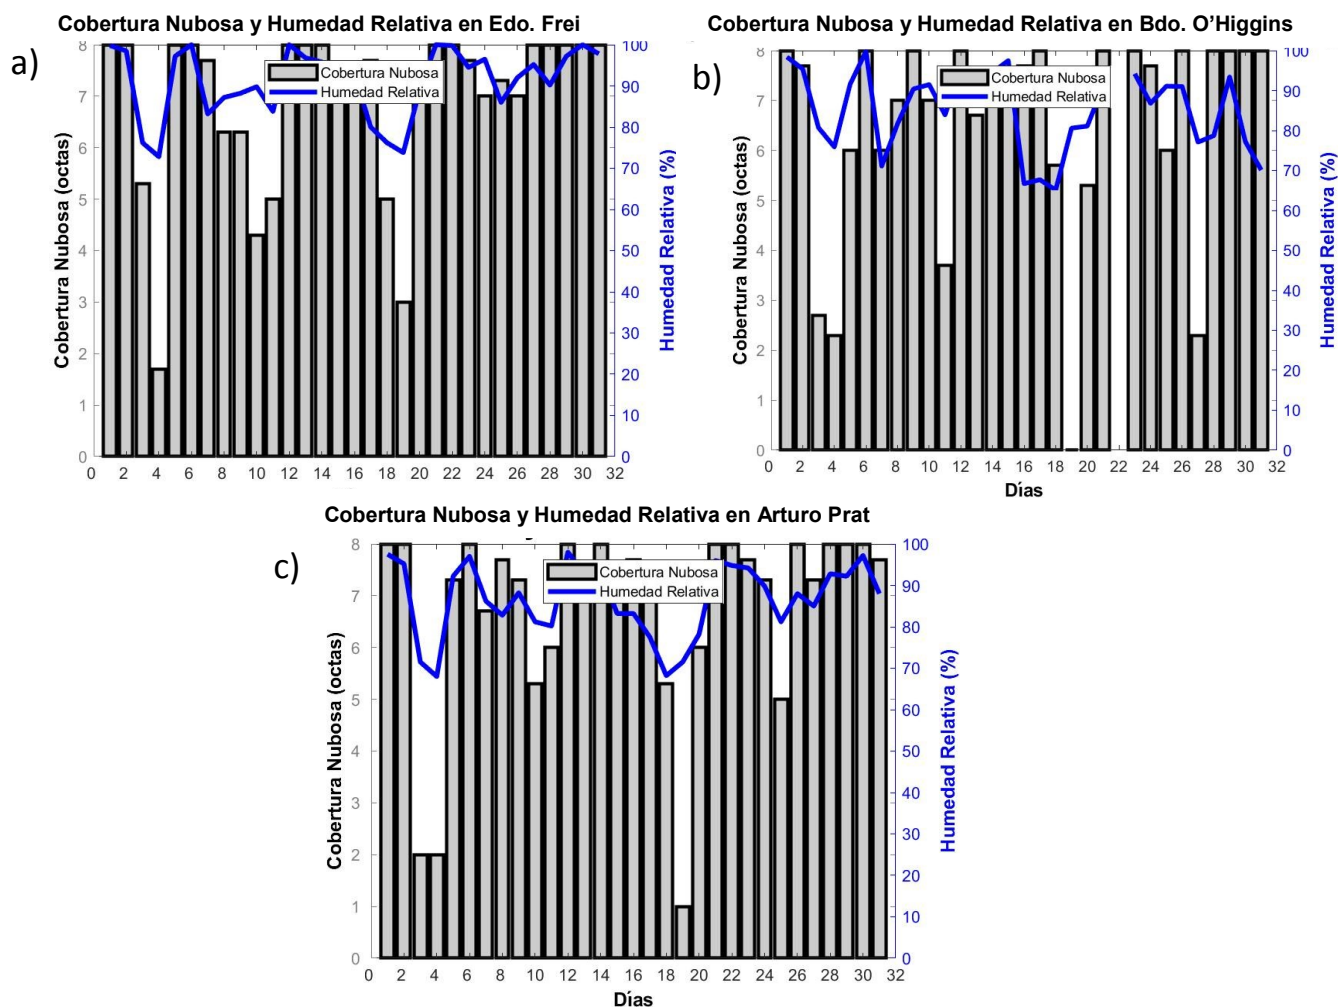 a)
Cobertura Nubosa y Humedad Relativa en Edo. Frei
Cobertura Nubosa
Humedad Relativa
Cobertura Nubosa (octas)
8
7
6
5
4
3
2
1
0
Humedad Relativa (%)
100
90
80
70
60
50
40
30
20
10
0
0 2 4 6 8 10 12 14 16 18 20 22 24 26 28 30 32
b)
Cobertura Nubosa y Humedad Relativa en Bdo. O’Higgins
Cobertura Nubosa
Humedad Relativa
Cobertura Nubosa (octas)
8
7
6
5
4
3
2
1
0
Humedad Relativa (%)
100
90
80
70
60
50
40
30
20
10
0
0 2 4 6 8 10 12 14 16 18 20 22 24 26 28 30 32
Días
c)
Cobertura Nubosa y Humedad Relativa en Arturo Prat
Cobertura Nubosa
Humedad Relativa
Cobertura Nubosa (octas)
8
7
6
5
4
3
2
1
0
Humedad Relativa (%)
100
90
80
70
60
50
40
30
20
10
0
0 2 4 6 8 10 12 14 16 18 20 22 24 26 28 30 32
Días